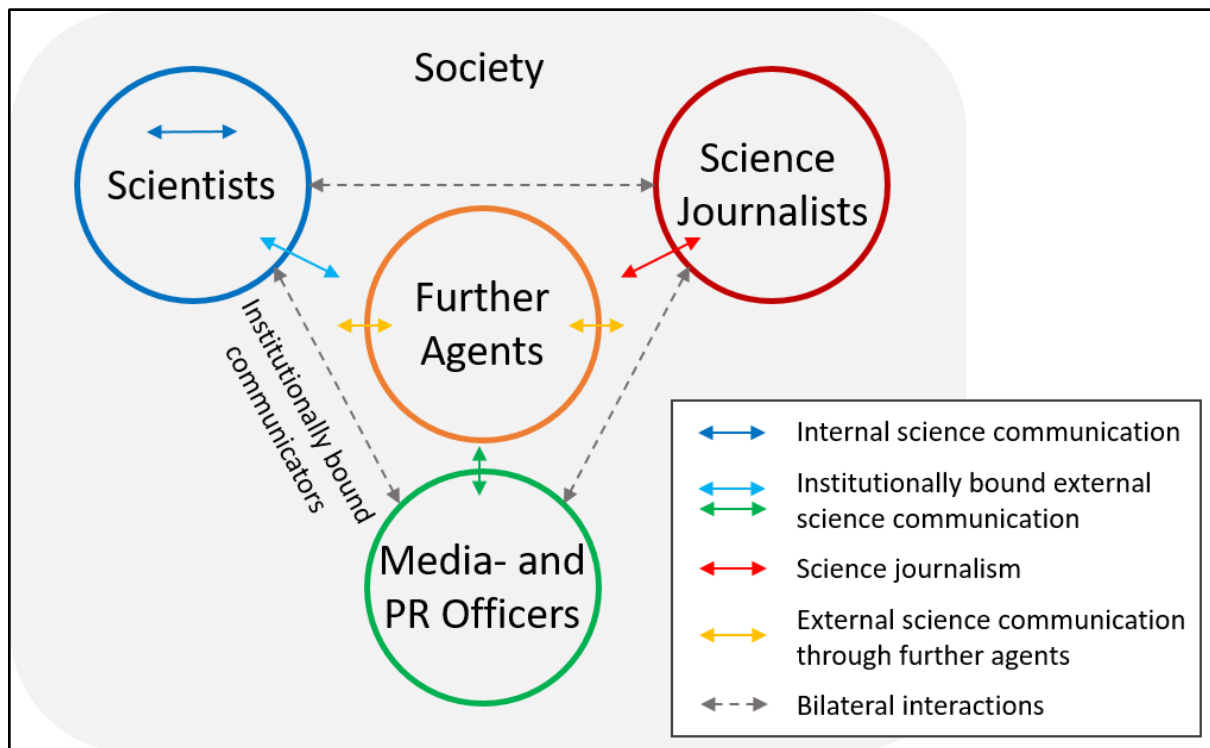 Society
Scientists
Science
Journalists
Further
Agents
Institutionally bound
communicators
Media- and
PR Officers
Internal science communication
Institutionally bound external
science communication
Science journalism
External science communication
through further agents
Bilateral interactions